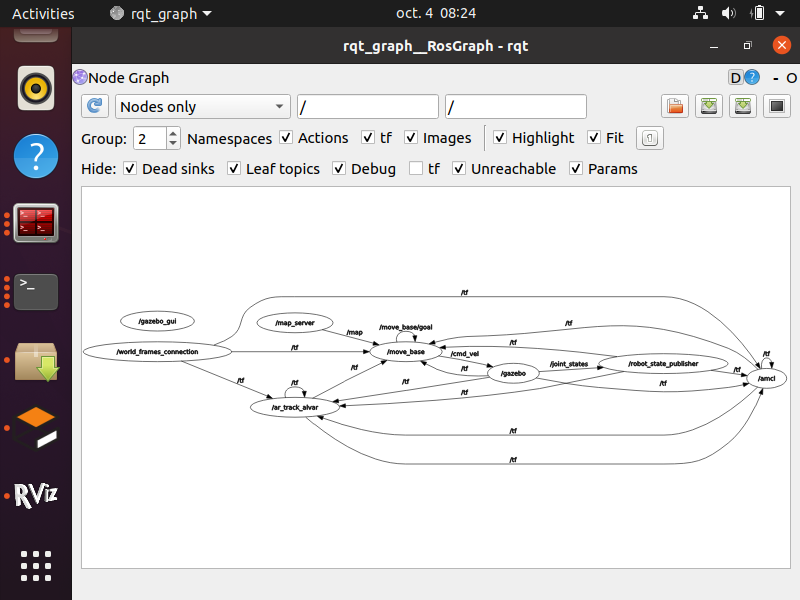 Activities rqt_graph oct. 4 08:24
rqt_graph__RosGraph - rqt
Node Graph D ? - O
Nodes only / /
Group: 2 Namespaces Actions tf Images Highlight Fit
Hide: Dead sinks Leaf topics Debug tf Unreachable Params
/tf
/gazebo_gui /map_server /move_base/goal /tf
/map
/world_frames_connection /tf /move_base /cmd_vel /tf /tf
/joint_states /robot_state_publisher
/tf /tf /gazebo /tf
/tf /tf /tf /tf /amcl
/tf
/ar_track_alvar
/tf
/tf
RViz